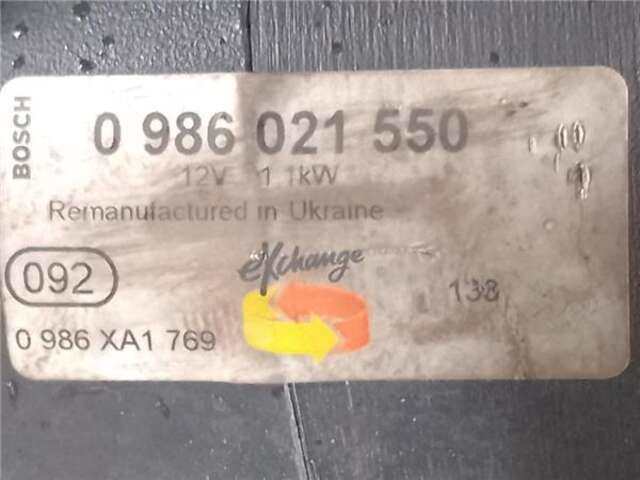 BOSCH
0 986 021 550
12V 1 1kW
Remanufactured in Ukraine
eXchange
092
138
0 986 XA1 769